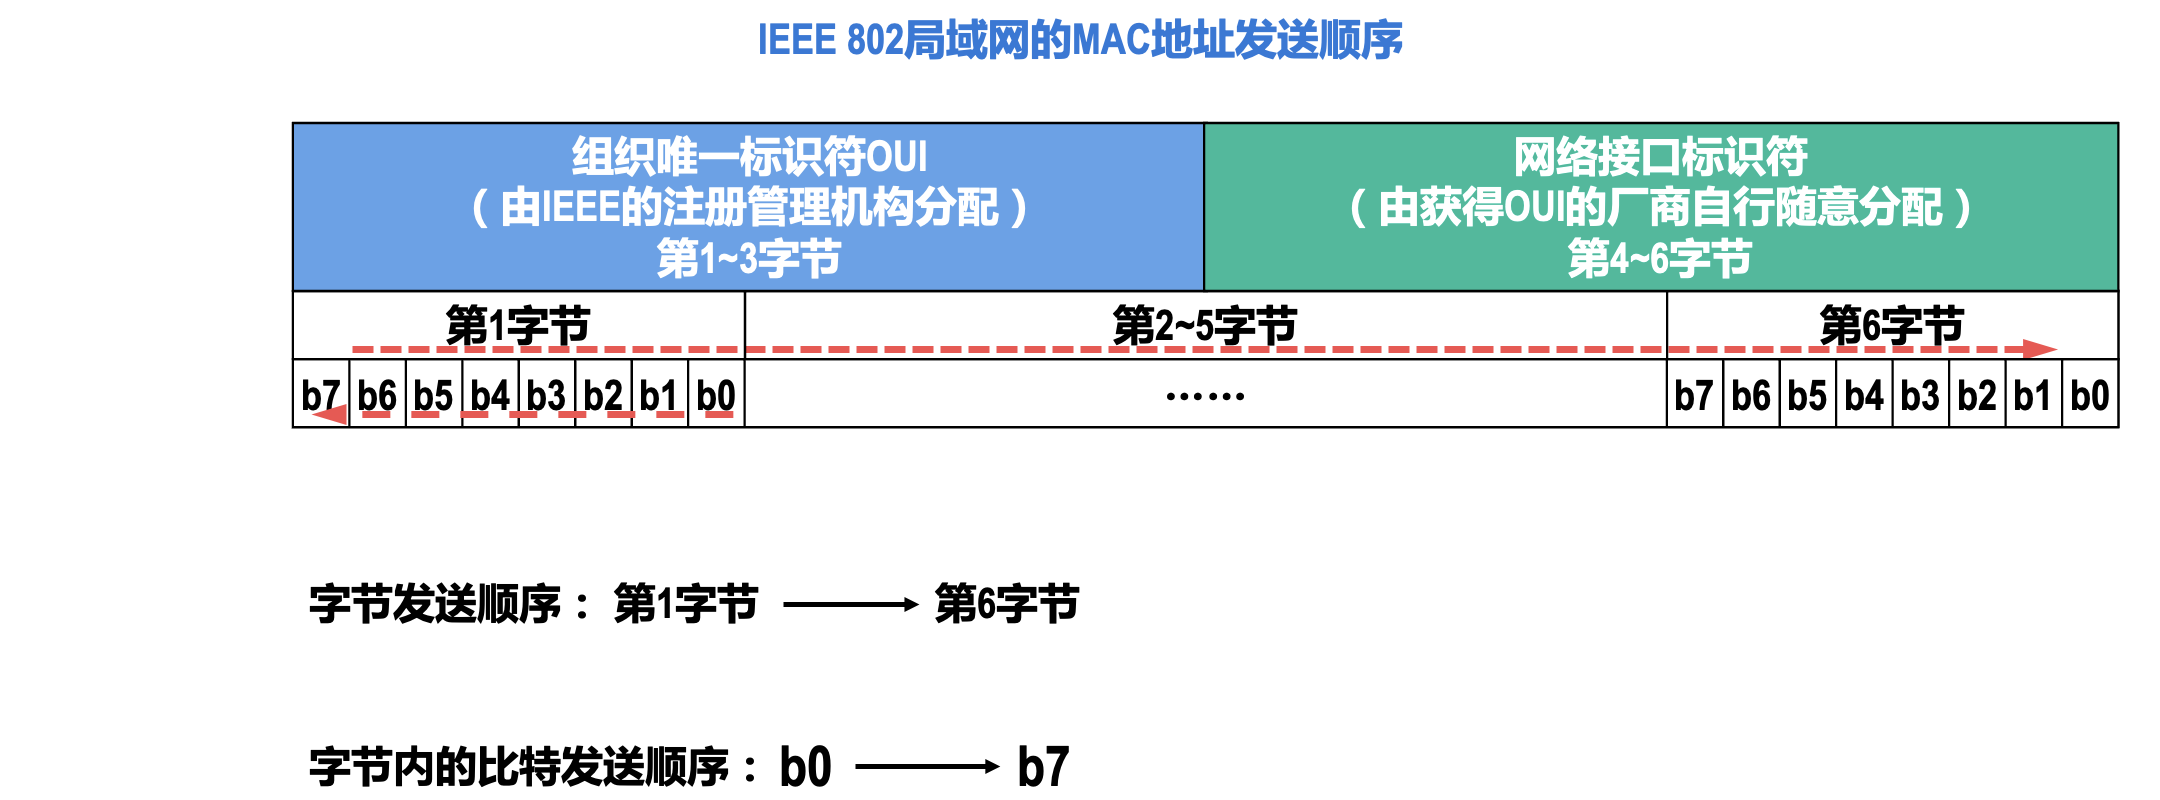 IEEE 802局域网的MAC地址发送顺序
组织唯一标识符OUI
（由IEEE的注册管理机构分配）
第1~3字节
网络接口标识符
（由获得OUI的厂商自行随意分配）
第4~6字节
第1字节 第2~5字节 第6字节
b7 b6 b5 b4 b3 b2 b1 b0 …… b7 b6 b5 b4 b3 b2 b1 b0
字节发送顺序： 第1字节 第6字节
字节内的比特发送顺序：b0 b7